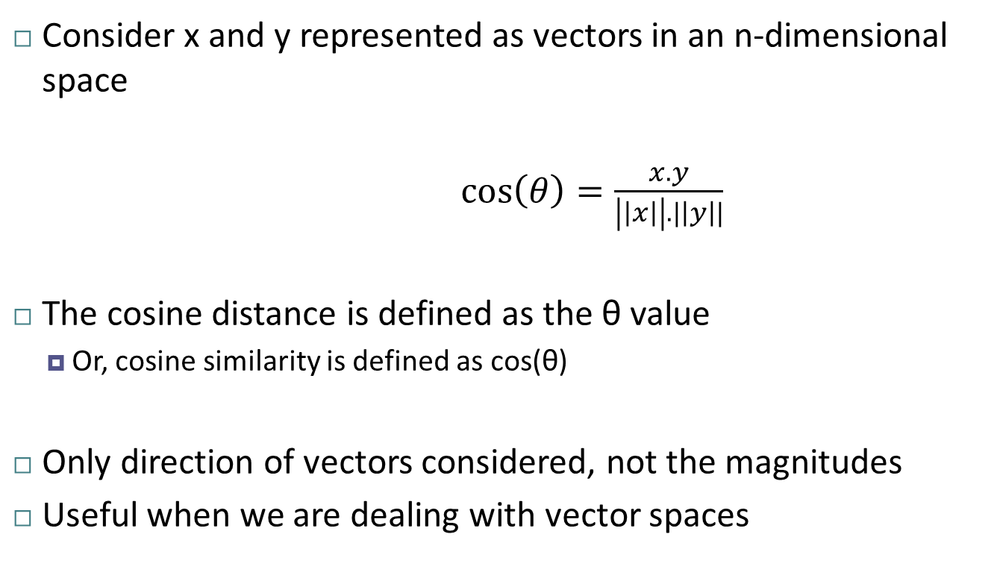 □ Consider x and y represented as vectors in an n-dimensional
space
cos(θ) = x.y / ||x||.||y||
□ The cosine distance is defined as the θ value
▫ Or, cosine similarity is defined as cos(θ)
□ Only direction of vectors considered, not the magnitudes
□ Useful when we are dealing with vector spaces